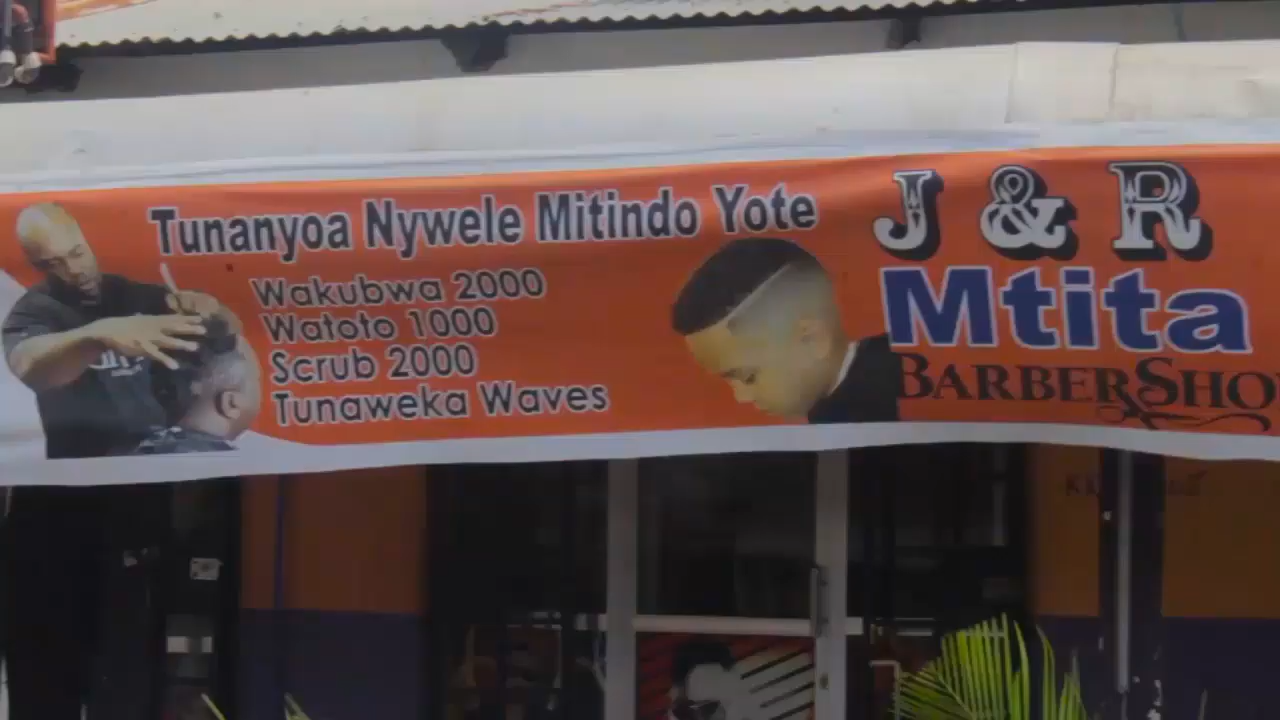 Tunanyoa Nywele Mitindo Yote
Wakubwa 2000
Watoto 1000
Scrub 2000
Tunaweka Waves
J & R
Mtita
BARBERSHO